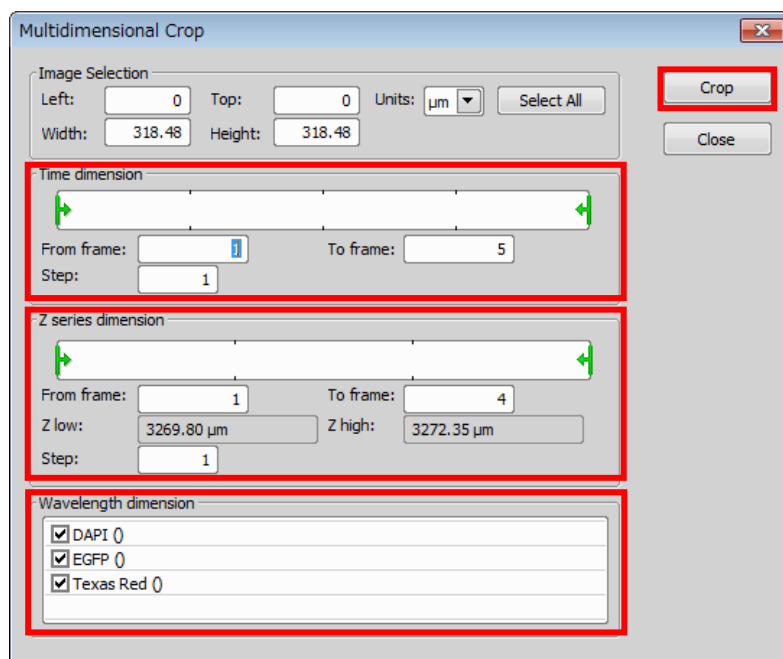 Multidimensional Crop
Image Selection
Left: 0 Top: 0 Units: µm Select All
Width: 318.48 Height: 318.48
Crop
Close
Time dimension
From frame: 1 To frame: 5
Step: 1
Z series dimension
From frame: 1 To frame: 4
Z low: 3269.80 µm Z high: 3272.35 µm
Step: 1
Wavelength dimension
DAPI ()
EGFP ()
Texas Red ()